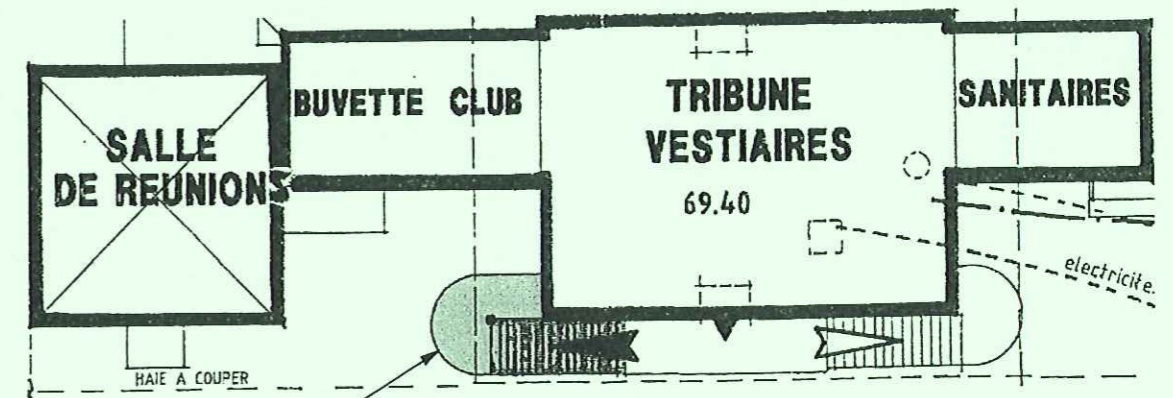 SALLE
DE REUNIONS
BUVETTE CLUB
TRIBUNE
VESTIAIRES
69.40
SANITAIRES
electricite.
HAIE A COUPER